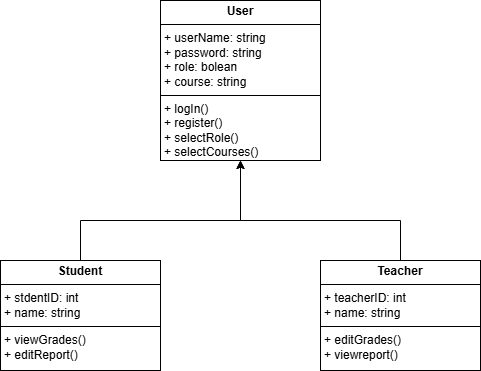 User
+ userName: string
+ password: string
+ role: bolean
+ course: string
+ logIn()
+ register()
+ selectRole()
+ selectCourses()
Student
+ stdentID: int
+ name: string
+ viewGrades()
+ editReport()
Teacher
+ teacherID: int
+ name: string
+ editGrades()
+ viewreport()